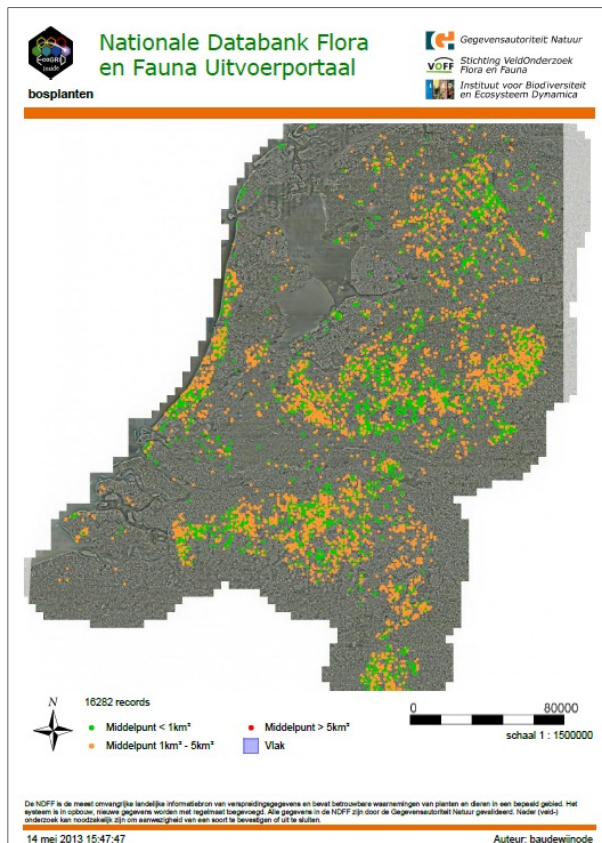 Nationale Databank Flora
en Fauna Uitvoerportaal
Gegevensautoriteit Natuur
VOFF
Stichting VeldOnderzoek
Flora en Fauna
Instituut voor Biodiversiteit
en Ecosysteem Dynamica
EcoGRID
inside
bosplanten
N
16282 records
Middelpunt < 1km²
Middelpunt > 5km²
Middelpunt 1km² - 5km²
Vlak
0 80000
schaal 1 : 1500000
De NDFF is de meest omvangrijke landelijke informatiebron van verspreidingsgegevens en bevat betrouwbare waarnemingen van planten en dieren in een bepaald gebied. Het
systeem is in opbouw, nieuwe gegevens worden met regelmaat toegevoegd. Alle gegevens in de NDFF zijn door de Gegevensautoriteit Natuur gevalideerd. Nader (veld-)
onderzoek kan noodzakelijk zijn om aanwezigheid van een soort te bevestigen of uit te sluiten.
14 mei 2013 15:47:47
Auteur: baudewijnode